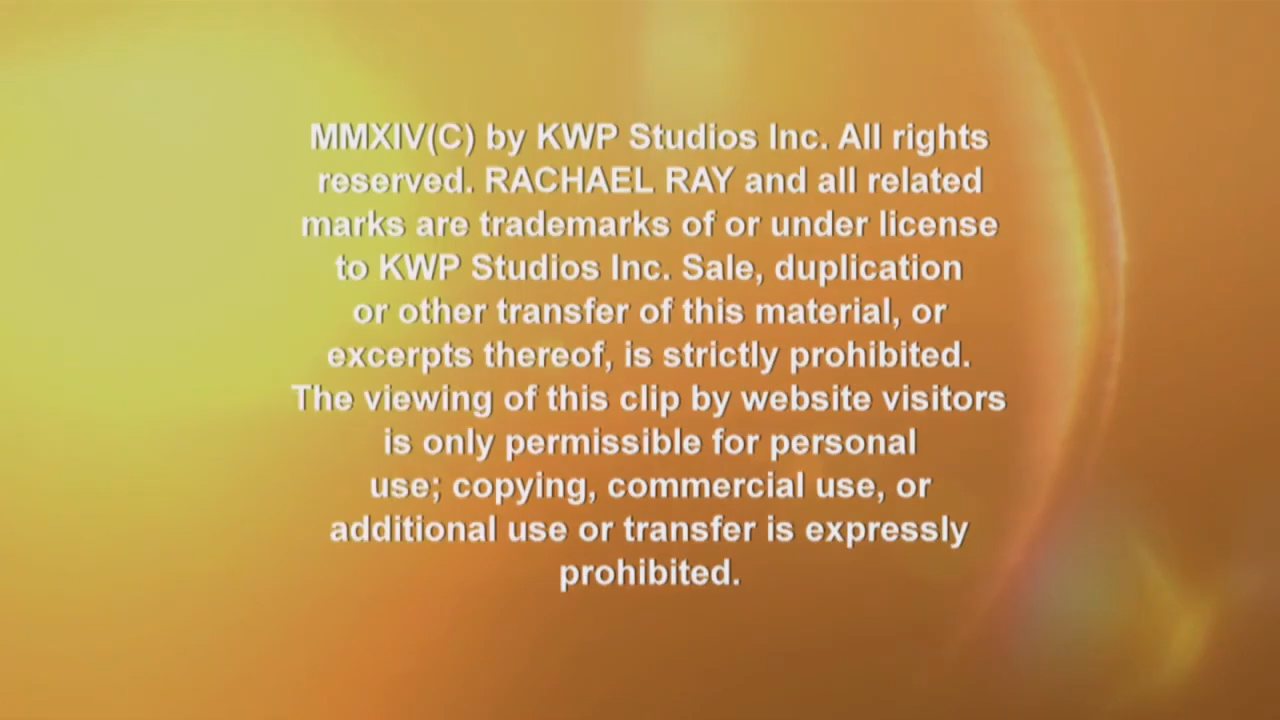 MMXIV(C) by KWP Studios Inc. All rights
reserved. RACHAEL RAY and all related
marks are trademarks of or under license
to KWP Studios Inc. Sale, duplication
or other transfer of this material, or
excerpts thereof, is strictly prohibited.
The viewing of this clip by website visitors
is only permissible for personal
use; copying, commercial use, or
additional use or transfer is expressly
prohibited.